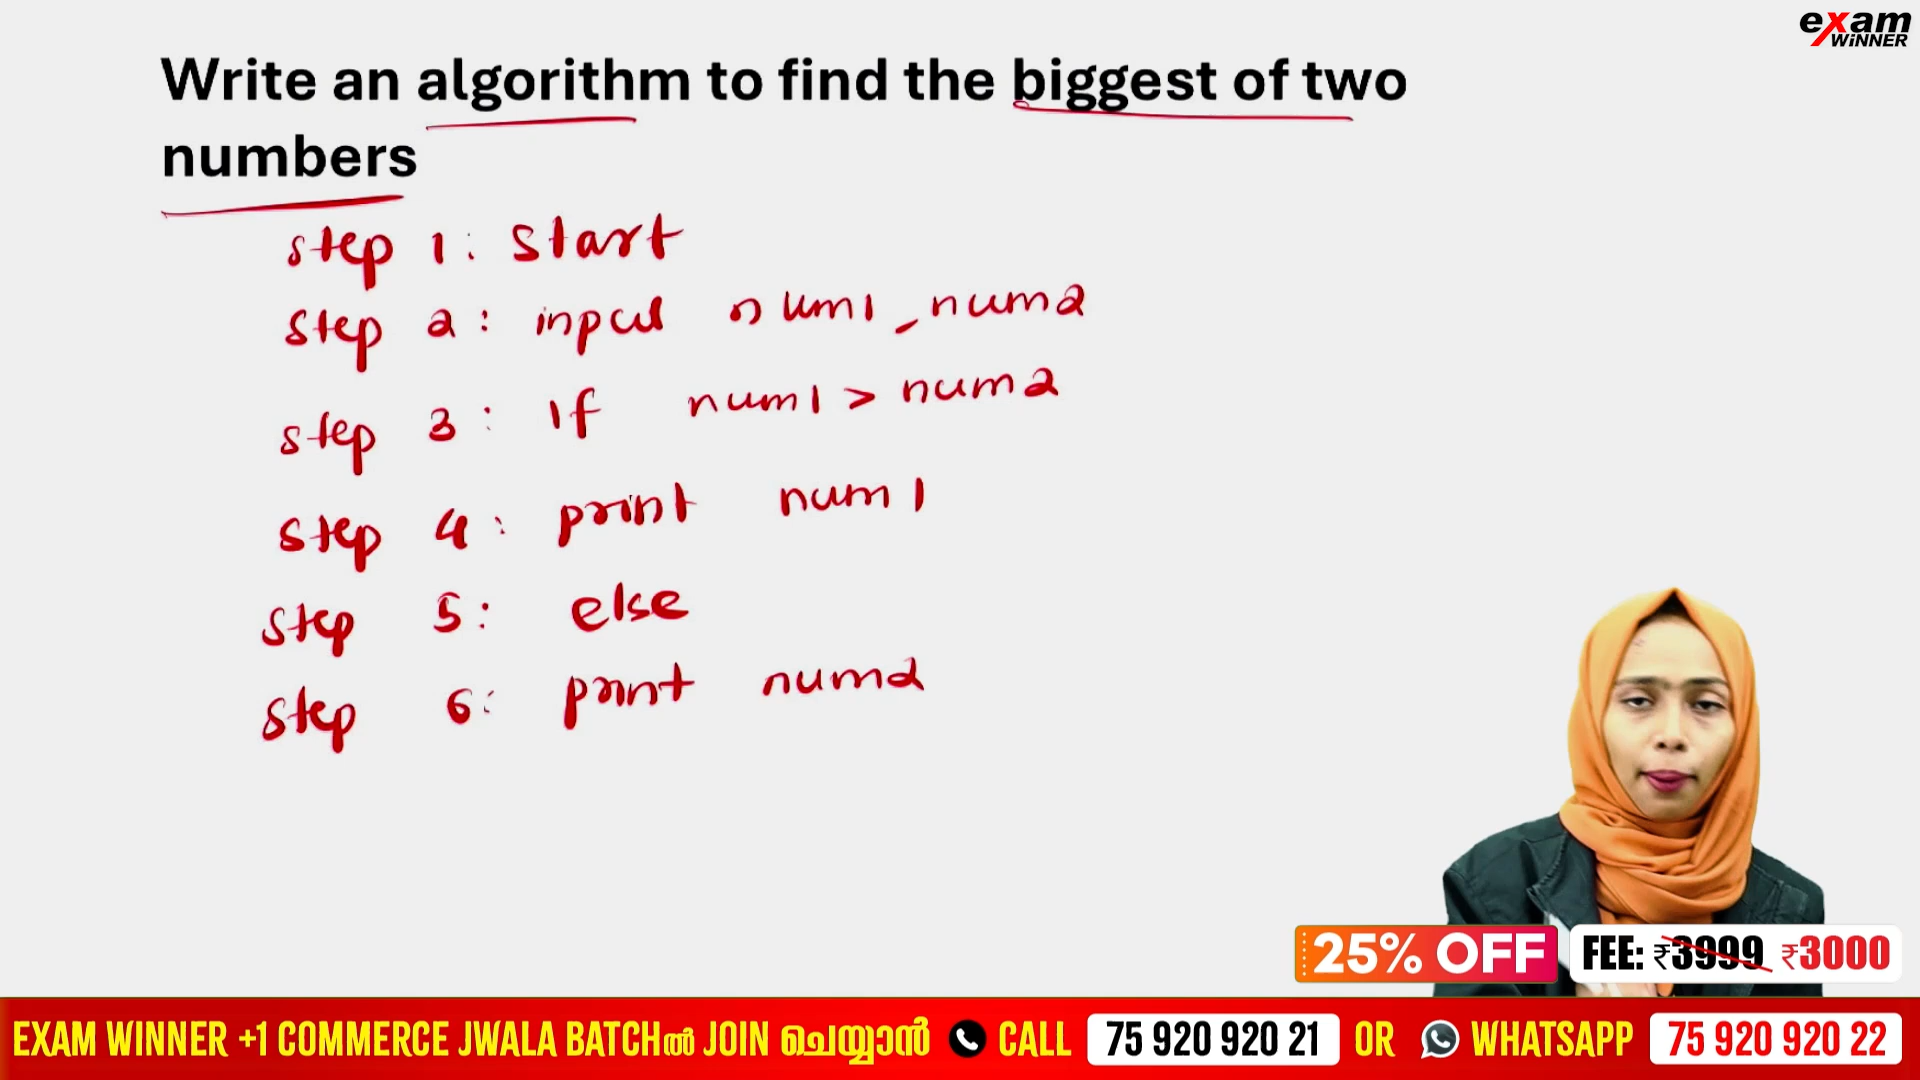 exam
WiNNER
Write an algorithm to find the biggest of two
numbers
step 1: Start
step 2: input num1, num2
step 3: If num1 > num2
step 4: print num1
step 5: else
step 6: print num2
25% OFF FEE: ₹3999 ₹3000
EXAM WINNER +1 COMMERCE JWALA BATCHൽ JOIN ചെയ്യാൻ CALL 75 920 920 21 OR WHATSAPP 75 920 920 22